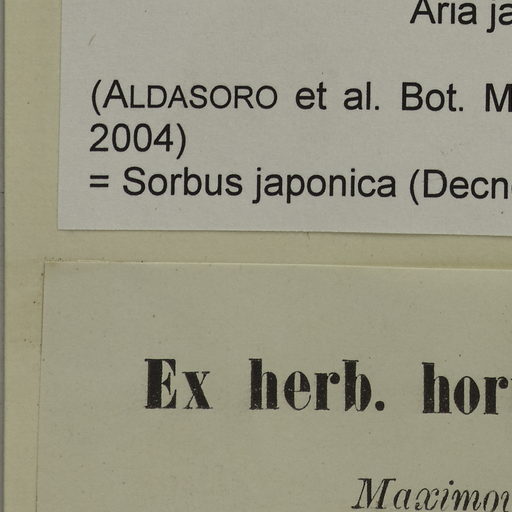 Aria ja
(ALDASORO et al. Bot. M
2004)
= Sorbus japonica (Decn
Ex herb. hor
Maximov